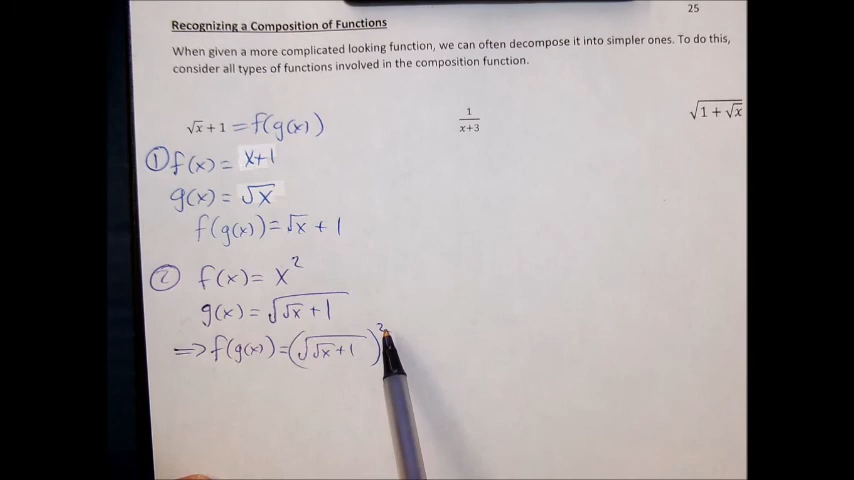 25
Recognizing a Composition of Functions
When given a more complicated looking function, we can often decompose it into simpler ones. To do this,
consider all types of functions involved in the composition function.
√x + 1 = f(g(x))
1/(x+3)
√(1 + √x)
① f(x) = x+1
g(x) = √x
f(g(x)) = √x + 1
② f(x) = x²
g(x) = √(√x + 1)
⇒ f(g(x)) = (√(√x + 1))²